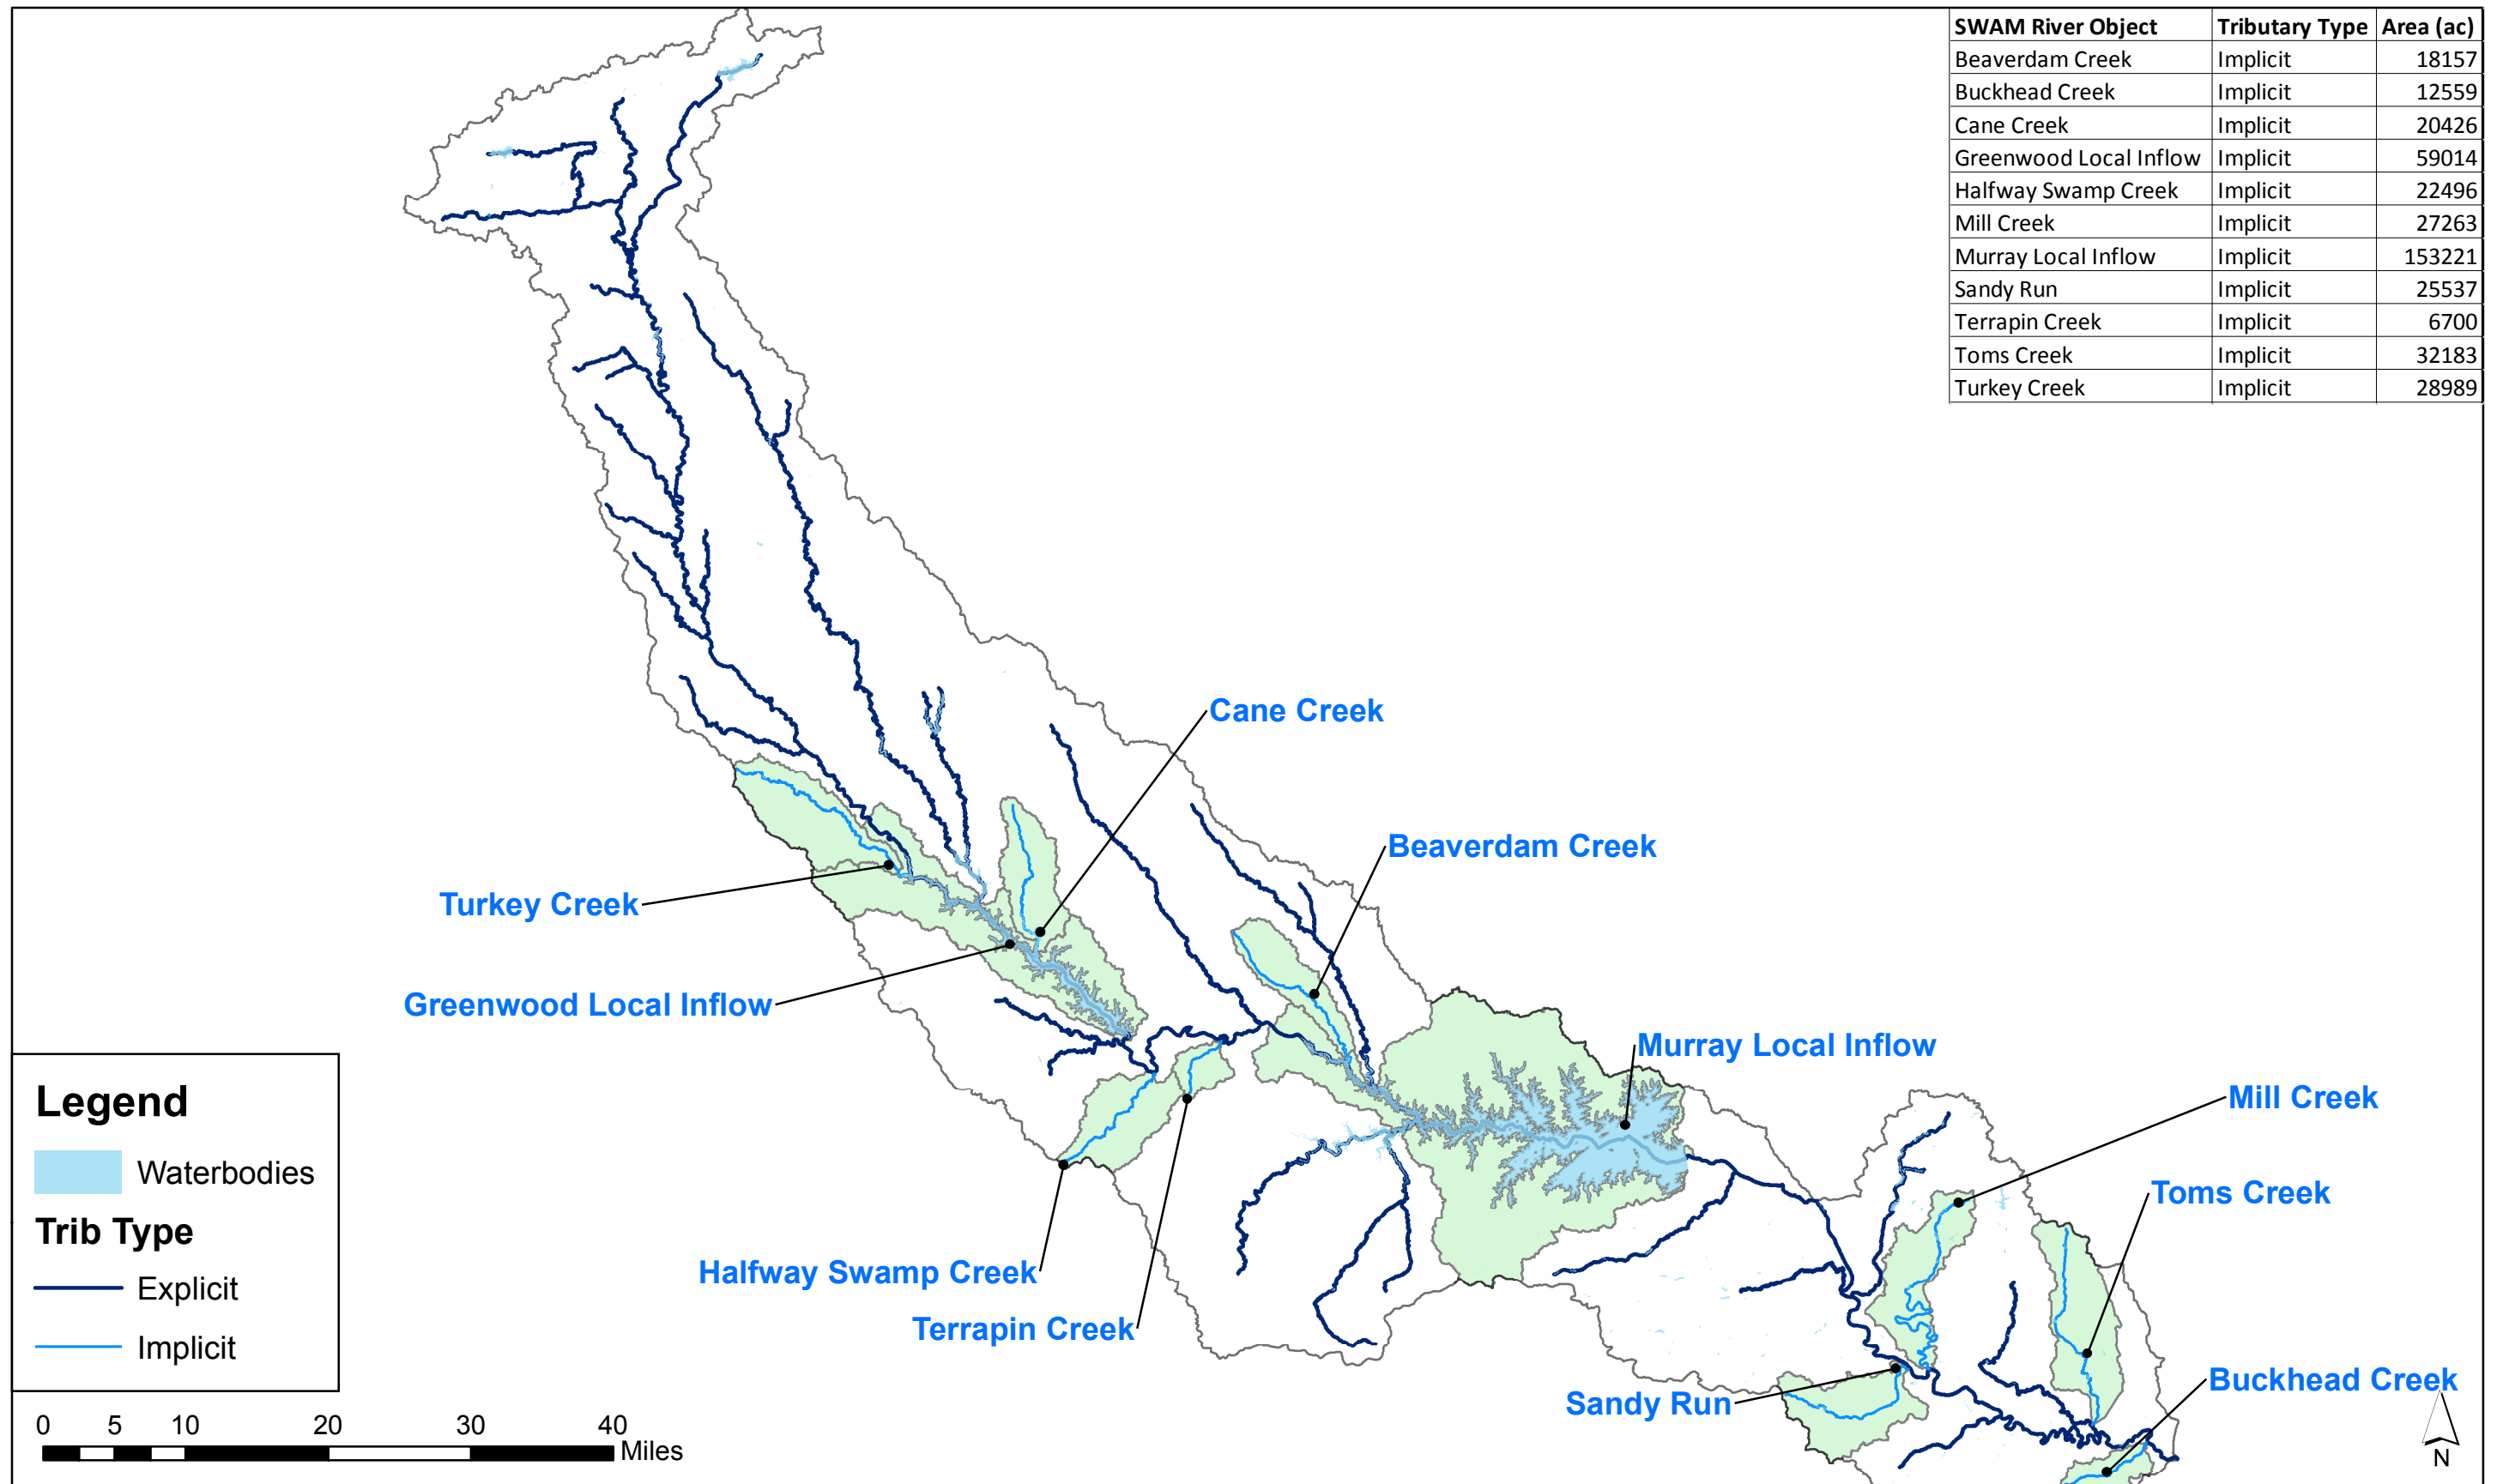 SWAM River Object Tributary Type Area (ac)
Beaverdam Creek Implicit 18157
Buckhead Creek Implicit 12559
Cane Creek Implicit 20426
Greenwood Local Inflow Implicit 59014
Halfway Swamp Creek Implicit 22496
Mill Creek Implicit 27263
Murray Local Inflow Implicit 153221
Sandy Run Implicit 25537
Terrapin Creek Implicit 6700
Toms Creek Implicit 32183
Turkey Creek Implicit 28989
Cane Creek
Beaverdam Creek
Turkey Creek
Greenwood Local Inflow
Murray Local Inflow
Mill Creek
Toms Creek
Halfway Swamp Creek
Terrapin Creek
Buckhead Creek
Sandy Run
Legend
Waterbodies
Trib Type
Explicit
Implicit
0 5 10 20 30 40
Miles
N